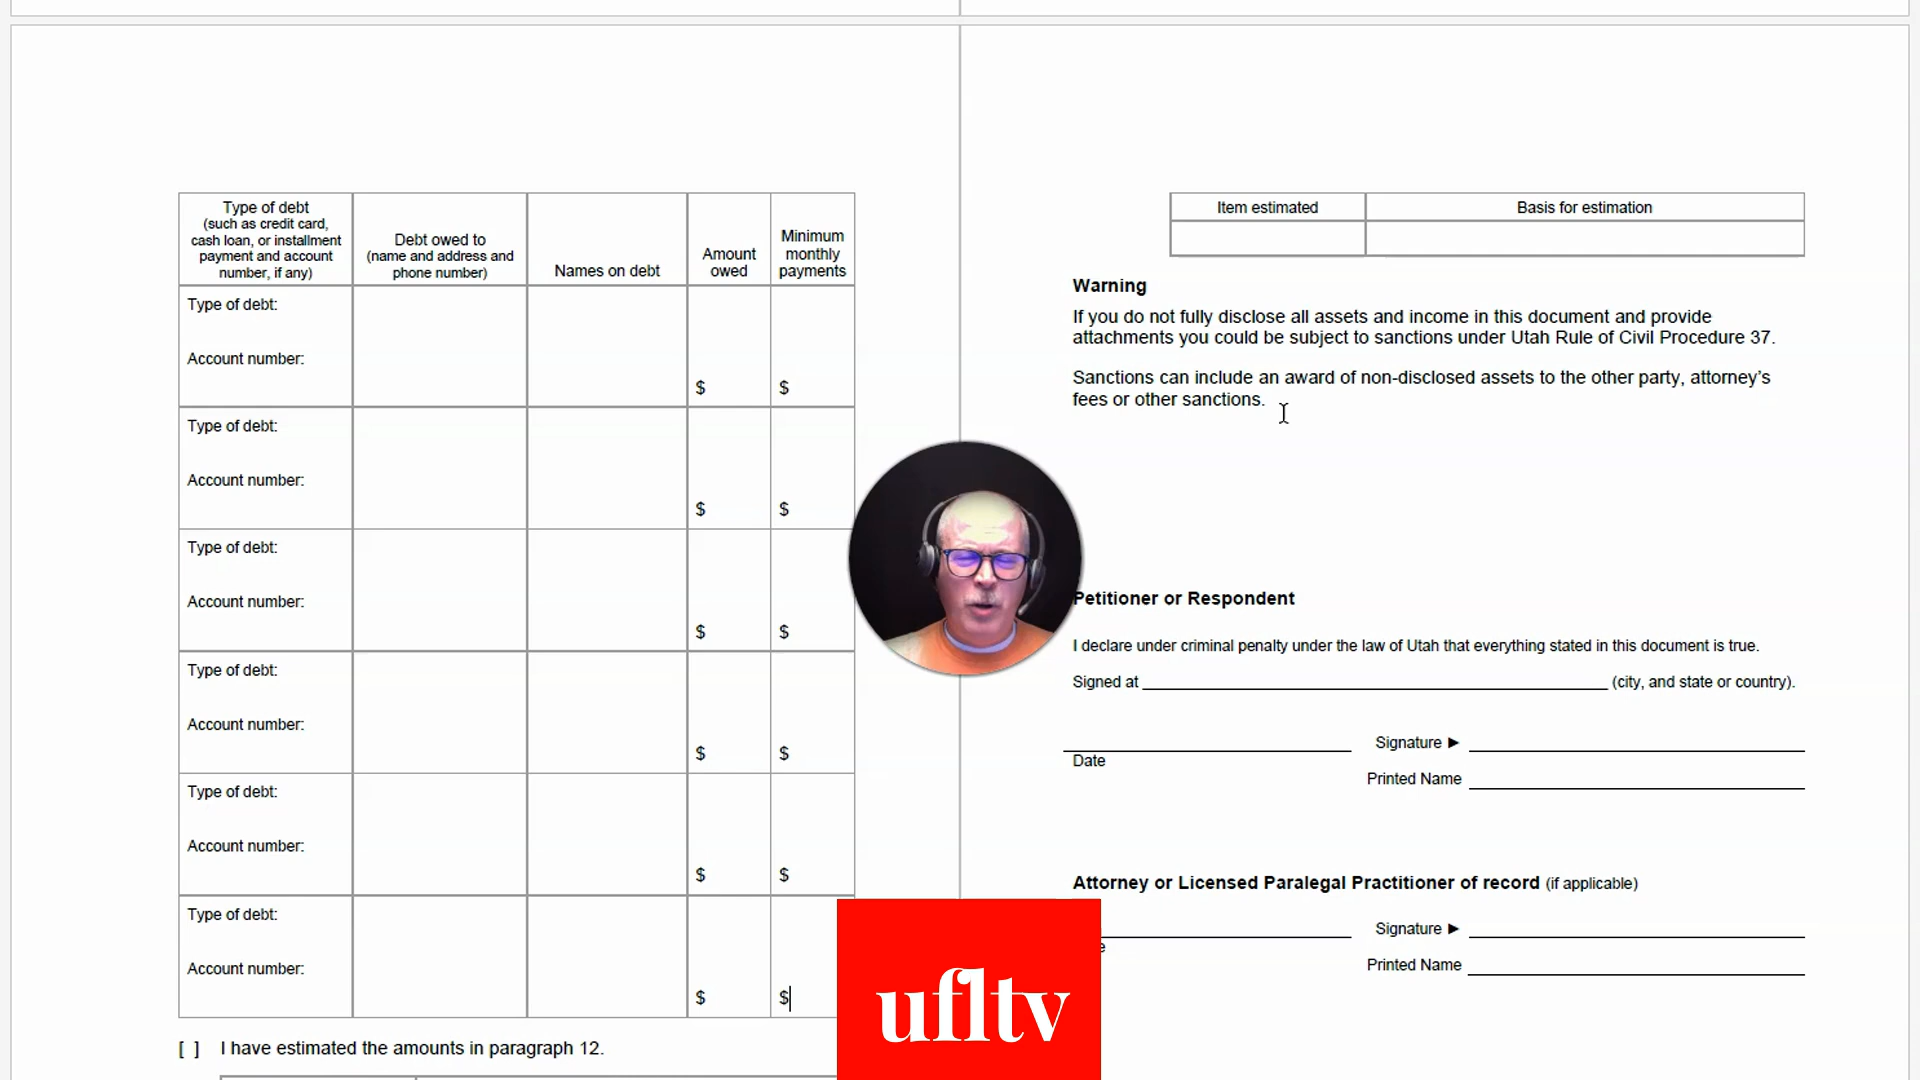 Type of debt
(such as credit card,
cash loan, or installment
payment and account
number, if any)
Debt owed to
(name and address and
phone number)
Names on debt
Amount
owed
Minimum
monthly
payments
Type of debt:
Account number:
$ $
Type of debt:
Account number:
$ $
Type of debt:
Account number:
$ $
Type of debt:
Account number:
$ $
Type of debt:
Account number:
$ $
Type of debt:
Account number:
$ $
[ ] I have estimated the amounts in paragraph 12.
Item estimated Basis for estimation
Warning
If you do not fully disclose all assets and income in this document and provide
attachments you could be subject to sanctions under Utah Rule of Civil Procedure 37.
Sanctions can include an award of non-disclosed assets to the other party, attorney's
fees or other sanctions.
Petitioner or Respondent
I declare under criminal penalty under the law of Utah that everything stated in this document is true.
Signed at (city, and state or country).
Signature ►
Date
Printed Name
Attorney or Licensed Paralegal Practitioner of record (if applicable)
Signature ►
Printed Name
ufltv